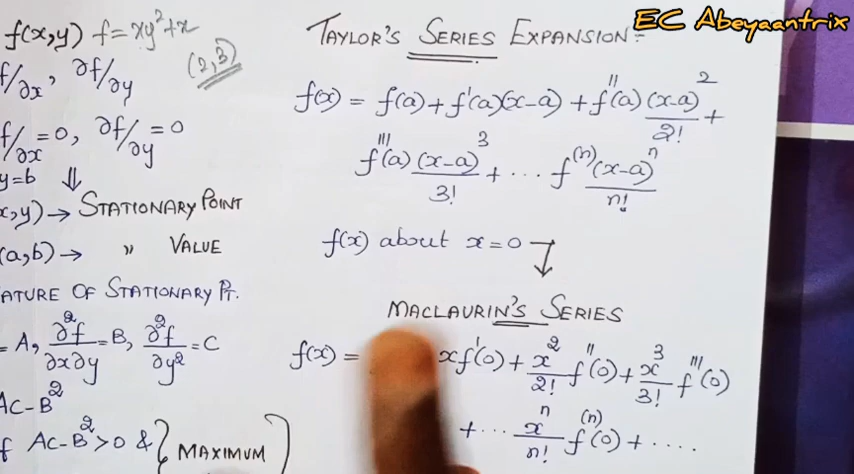 EC Abeyaantrix
f(x,y) f=xy²+x
(2,3)
f/∂x, ∂f/∂y
f/∂x=0, ∂f/∂y=0
y=b ⇓
x,y)→ STATIONARY POINT
(a,b)→ " VALUE
ATURE OF STATIONARY PT.
= A, ∂²f/∂x∂y=B, ∂²f/∂y²=C
AC-B²
f AC-B²>0 & { MAXIMUM
TAYLOR'S SERIES EXPANSION:-
f(x) = f(a)+f'(a)(x-a)+f''(a)(x-a)²/2!+
f'''(a)(x-a)³/3!+... f⁽ⁿ⁾(x-a)ⁿ/n!
f(x) about x=0
MACLAURIN'S SERIES
f(x)= xf'(0)+x²/2! f''(0)+x³/3! f'''(0)
+... xⁿ/n! f⁽ⁿ⁾(0)+....